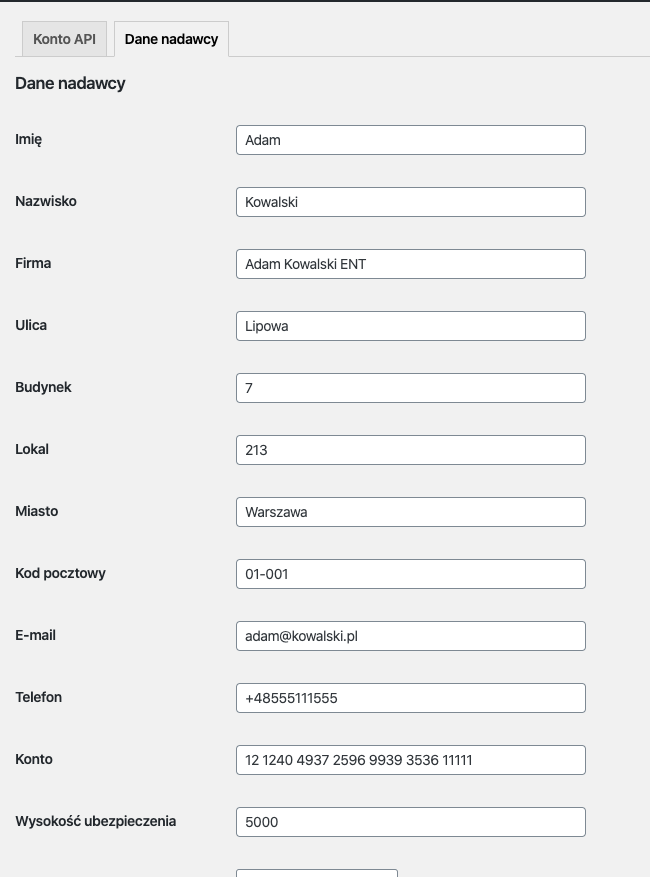 Konto API Dane nadawcy
Dane nadawcy
Imię Adam
Nazwisko Kowalski
Firma Adam Kowalski ENT
Ulica Lipowa
Budynek 7
Lokal 213
Miasto Warszawa
Kod pocztowy 01-001
E-mail adam@kowalski.pl
Telefon +48555111555
Konto 12 1240 4937 2596 9939 3536 11111
Wysokość ubezpieczenia 5000